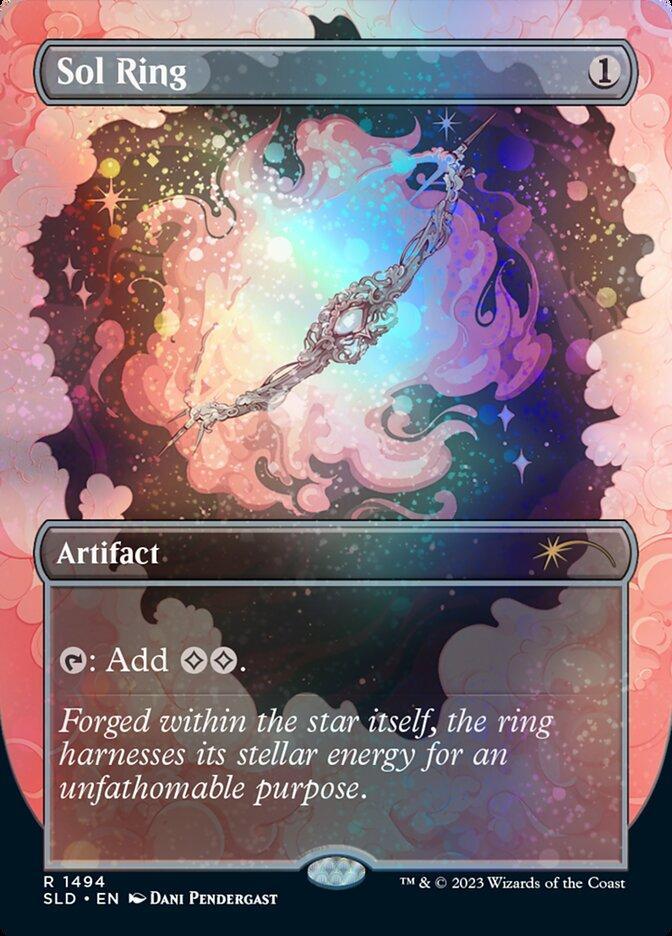 Sol Ring
1
Artifact
: Add .
Forged within the star itself, the ring
harnesses its stellar energy for an
unfathomable purpose.
R 1494
SLD • EN DANI PENDERGAST
™ & © 2023 Wizards of the Coast